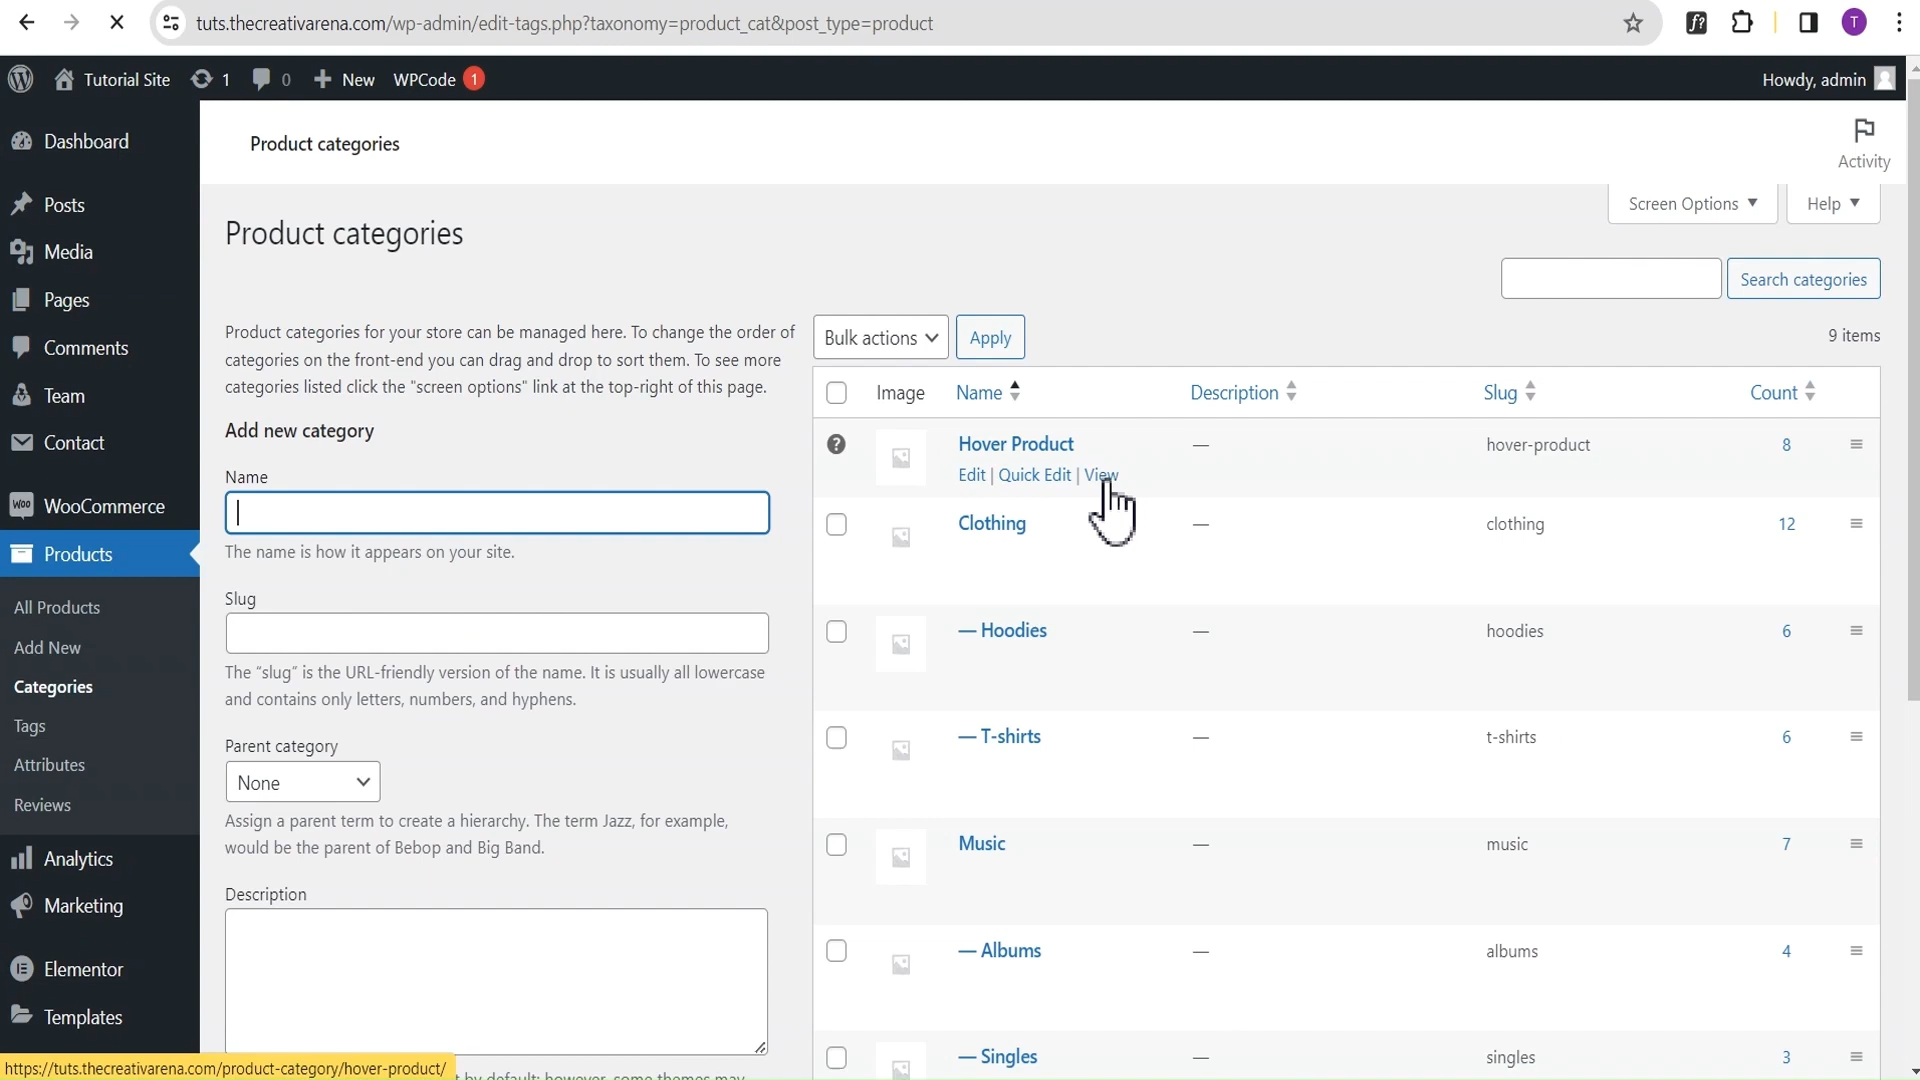 tuts.thecreativarena.com/wp-admin/edit-tags.php?taxonomy=product_cat&post_type=product
f?
T
Tutorial Site
1
0
New
WPCode
1
Howdy, admin
Dashboard
Posts
Media
Pages
Comments
Team
Contact
Woo
WooCommerce
Products
All Products
Add New
Categories
Tags
Attributes
Reviews
Analytics
Marketing
Elementor
Templates
Product categories
Activity
Screen Options ▼
Help ▼
Product categories
Search categories
Product categories for your store can be managed here. To change the order of
categories on the front-end you can drag and drop to sort them. To see more
categories listed click the "screen options" link at the top-right of this page.
Add new category
Name
The name is how it appears on your site.
Slug
The “slug” is the URL-friendly version of the name. It is usually all lowercase
and contains only letters, numbers, and hyphens.
Parent category
None
Assign a parent term to create a hierarchy. The term Jazz, for example,
would be the parent of Bebop and Big Band.
Description
t by default; however, some themes may
Bulk actions
Apply
9 items
Image Name Description Slug Count
? Hover Product — hover-product 8
Edit | Quick Edit | View
Clothing — clothing 12
— Hoodies — hoodies 6
— T-shirts — t-shirts 6
Music — music 7
— Albums — albums 4
— Singles — singles 3
https://tuts.thecreativarena.com/product-category/hover-product/